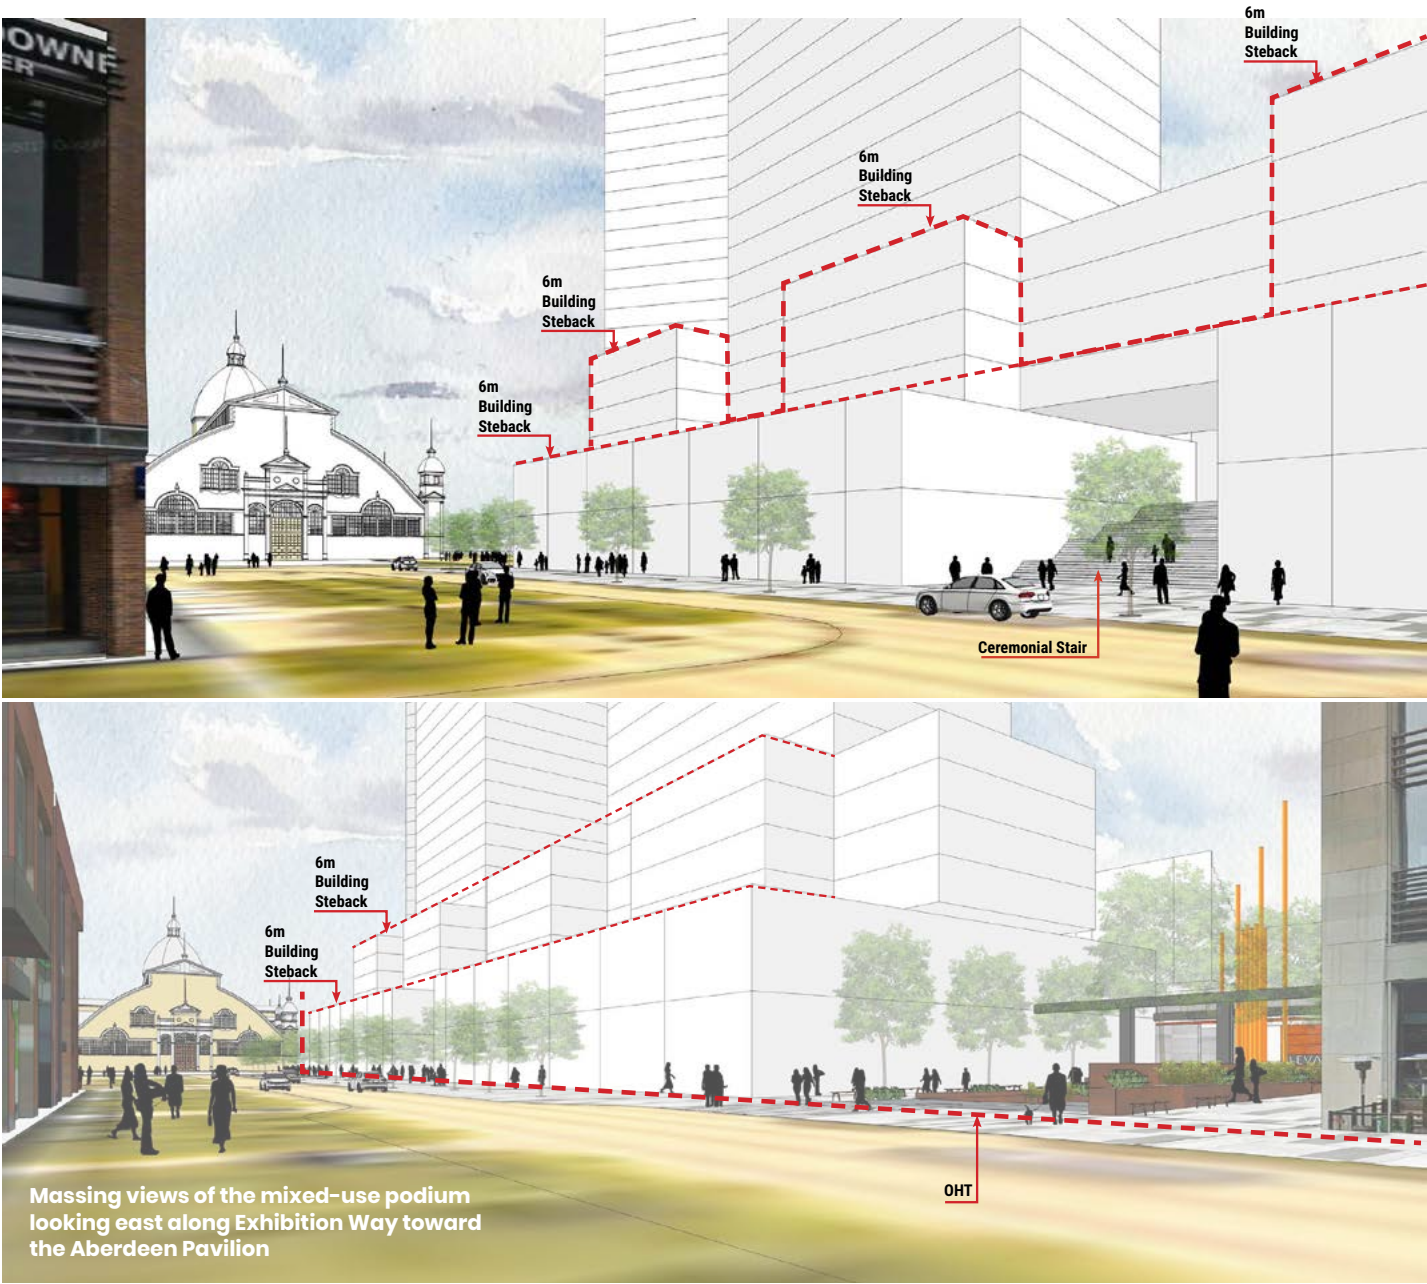 OWNE
ER
6m
Building
Steback
6m
Building
Steback
6m
Building
Steback
6m
Building
Steback
Ceremonial Stair
6m
Building
Steback
6m
Building
Steback
OHT
Massing views of the mixed-use podium
looking east along Exhibition Way toward
the Aberdeen Pavilion